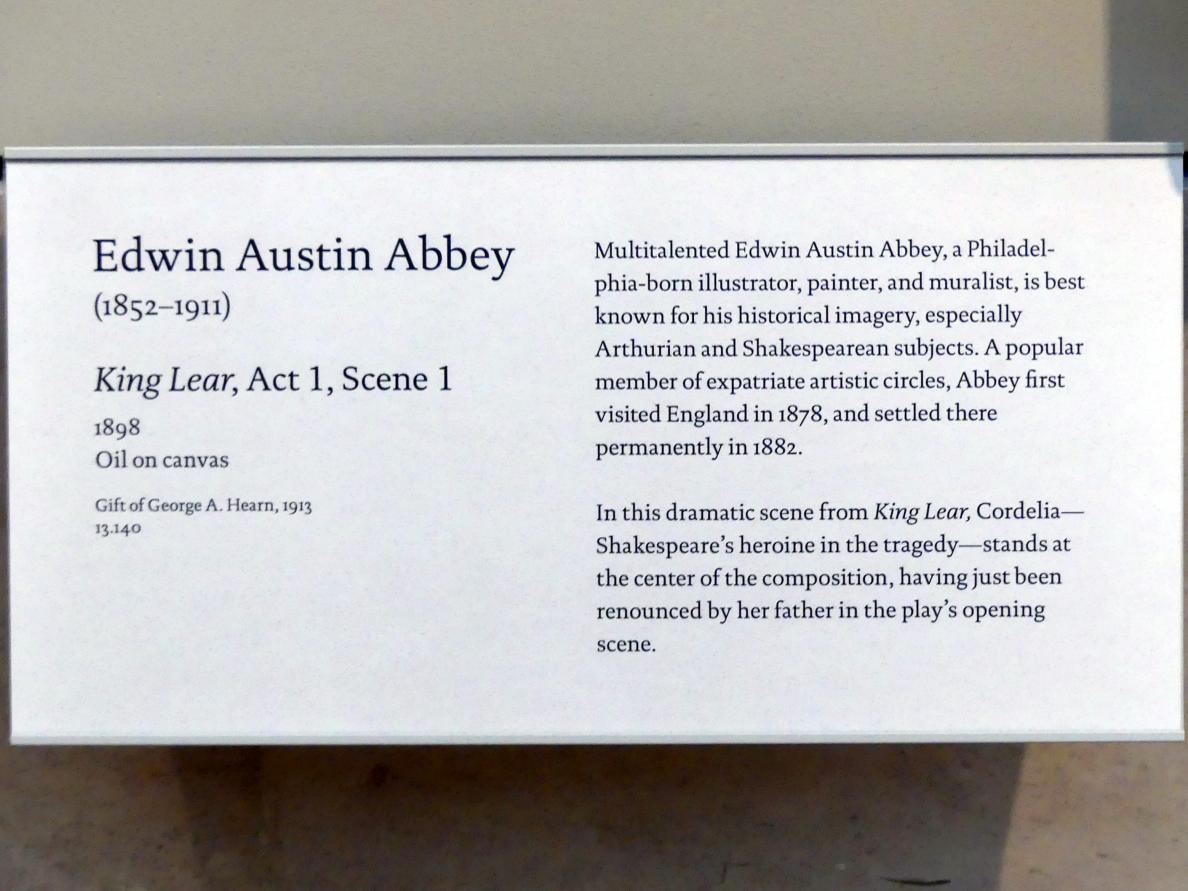 Edwin Austin Abbey
(1852–1911)
King Lear, Act 1, Scene 1
1898
Oil on canvas
Gift of George A. Hearn, 1913
13.140
Multitalented Edwin Austin Abbey, a Philadel-
phia-born illustrator, painter, and muralist, is best
known for his historical imagery, especially
Arthurian and Shakespearean subjects. A popular
member of expatriate artistic circles, Abbey first
visited England in 1878, and settled there
permanently in 1882.
In this dramatic scene from King Lear, Cordelia—
Shakespeare’s heroine in the tragedy—stands at
the center of the composition, having just been
renounced by her father in the play’s opening
scene.